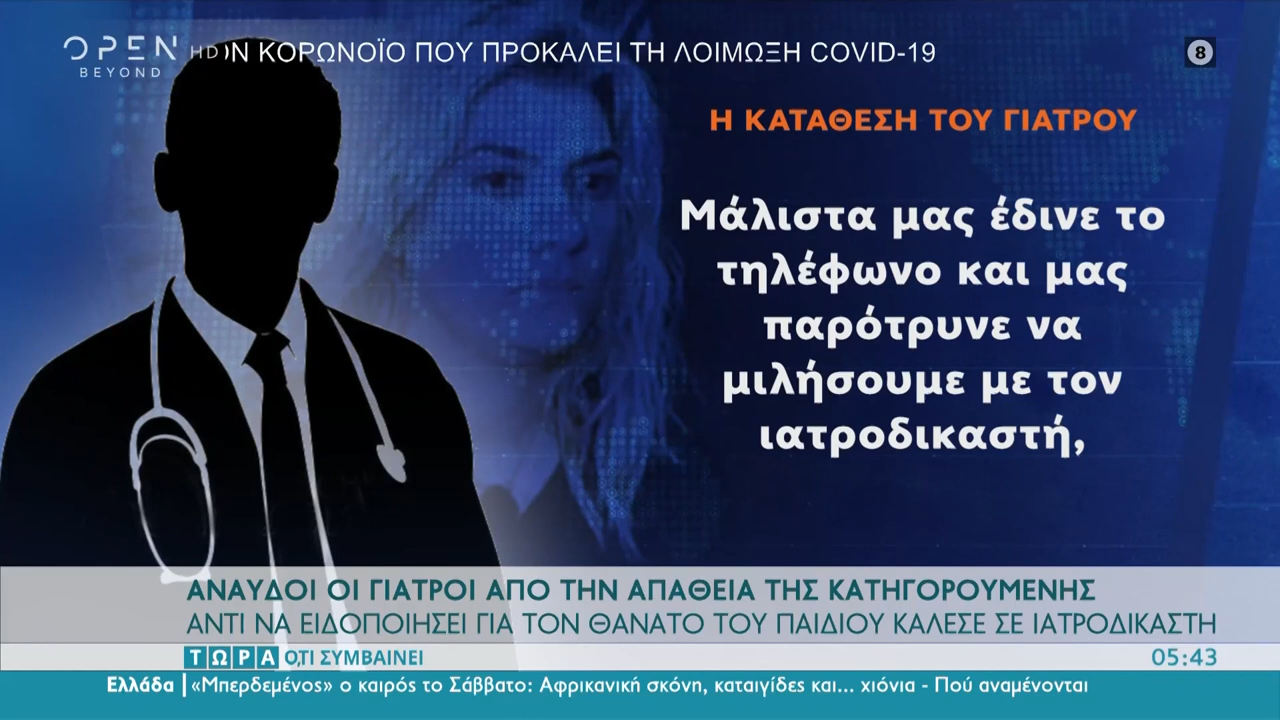 OPEN HD
BEYOND
ΟΝ ΚΟΡΩΝΟΪΟ ΠΟΥ ΠΡΟΚΑΛΕΙ ΤΗ ΛΟΙΜΩΞΗ COVID-19
8
Η ΚΑΤΑΘΕΣΗ ΤΟΥ ΓΙΑΤΡΟΥ
Μάλιστα μας έδινε το
τηλέφωνο και μας
παρότρυνε να
μιλήσουμε με τον
ιατροδικαστή,
ΑΝΑΥΔΟΙ ΟΙ ΓΙΑΤΡΟΙ ΑΠΟ ΤΗΝ ΑΠΑΘΕΙΑ ΤΗΣ ΚΑΤΗΓΟΡΟΥΜΕΝΗΣ
ΑΝΤΙ ΝΑ ΕΙΔΟΠΟΙΗΣΕΙ ΓΙΑ ΤΟΝ ΘΑΝΑΤΟ ΤΟΥ ΠΑΙΔΙΟΥ ΚΑΛΕΣΕ ΣΕ ΙΑΤΡΟΔΙΚΑΣΤΗ
ΤΩΡΑ Ο,ΤΙ ΣΥΜΒΑΙΝΕΙ
05:43
Ελλάδα | «Μπερδεμένος» ο καιρός το Σάββατο: Αφρικανική σκόνη, καταιγίδες και... χιόνια - Πού αναμένονται